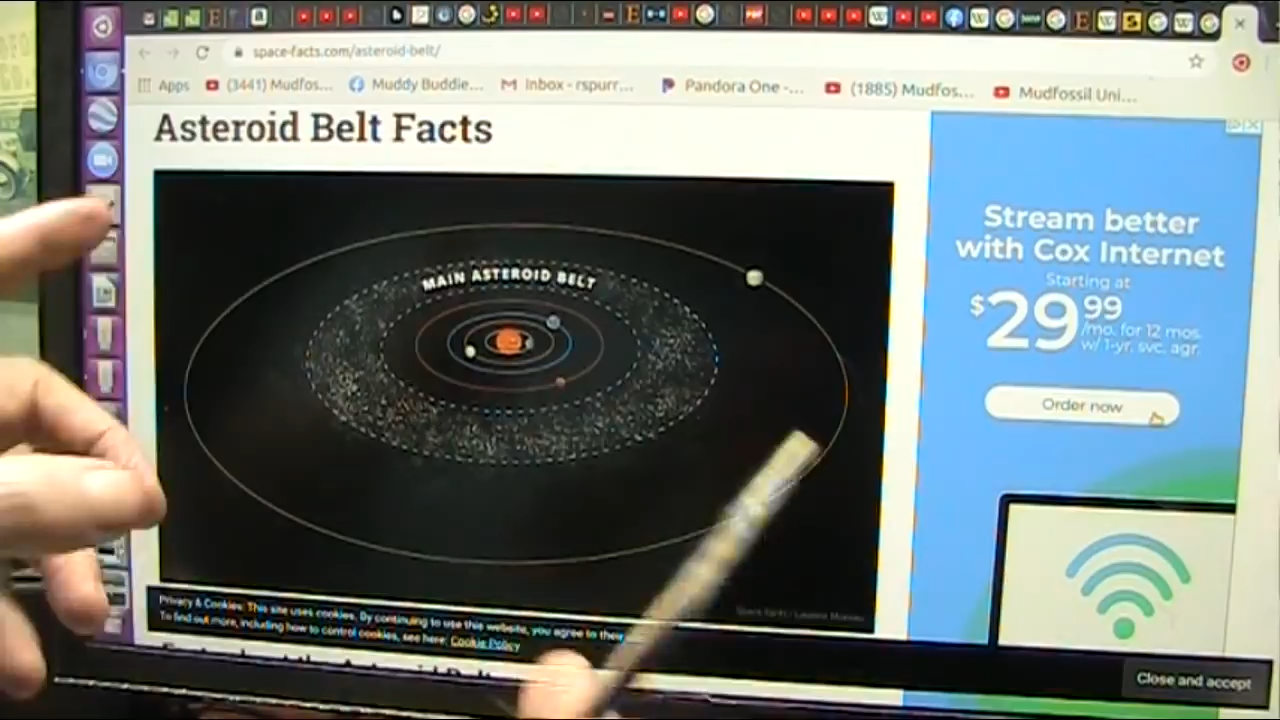 space-facts.com/asteroid-belt/
Apps
(3441) Mudfos...
Muddy Buddie...
Inbox - rspurr...
Pandora One -...
(1885) Mudfos...
Mudfossil Uni...
Asteroid Belt Facts
MAIN ASTEROID BELT
Stream better
with Cox Internet
Starting at
$29 99
/mo. for 12 mos.
w/ 1-yr. svc. agr.
Order now
Privacy & Cookies: This site uses cookies. By continuing to use this website, you agree to their
To find out more, including how to control cookies, see here: Cookie Policy
Close and accept